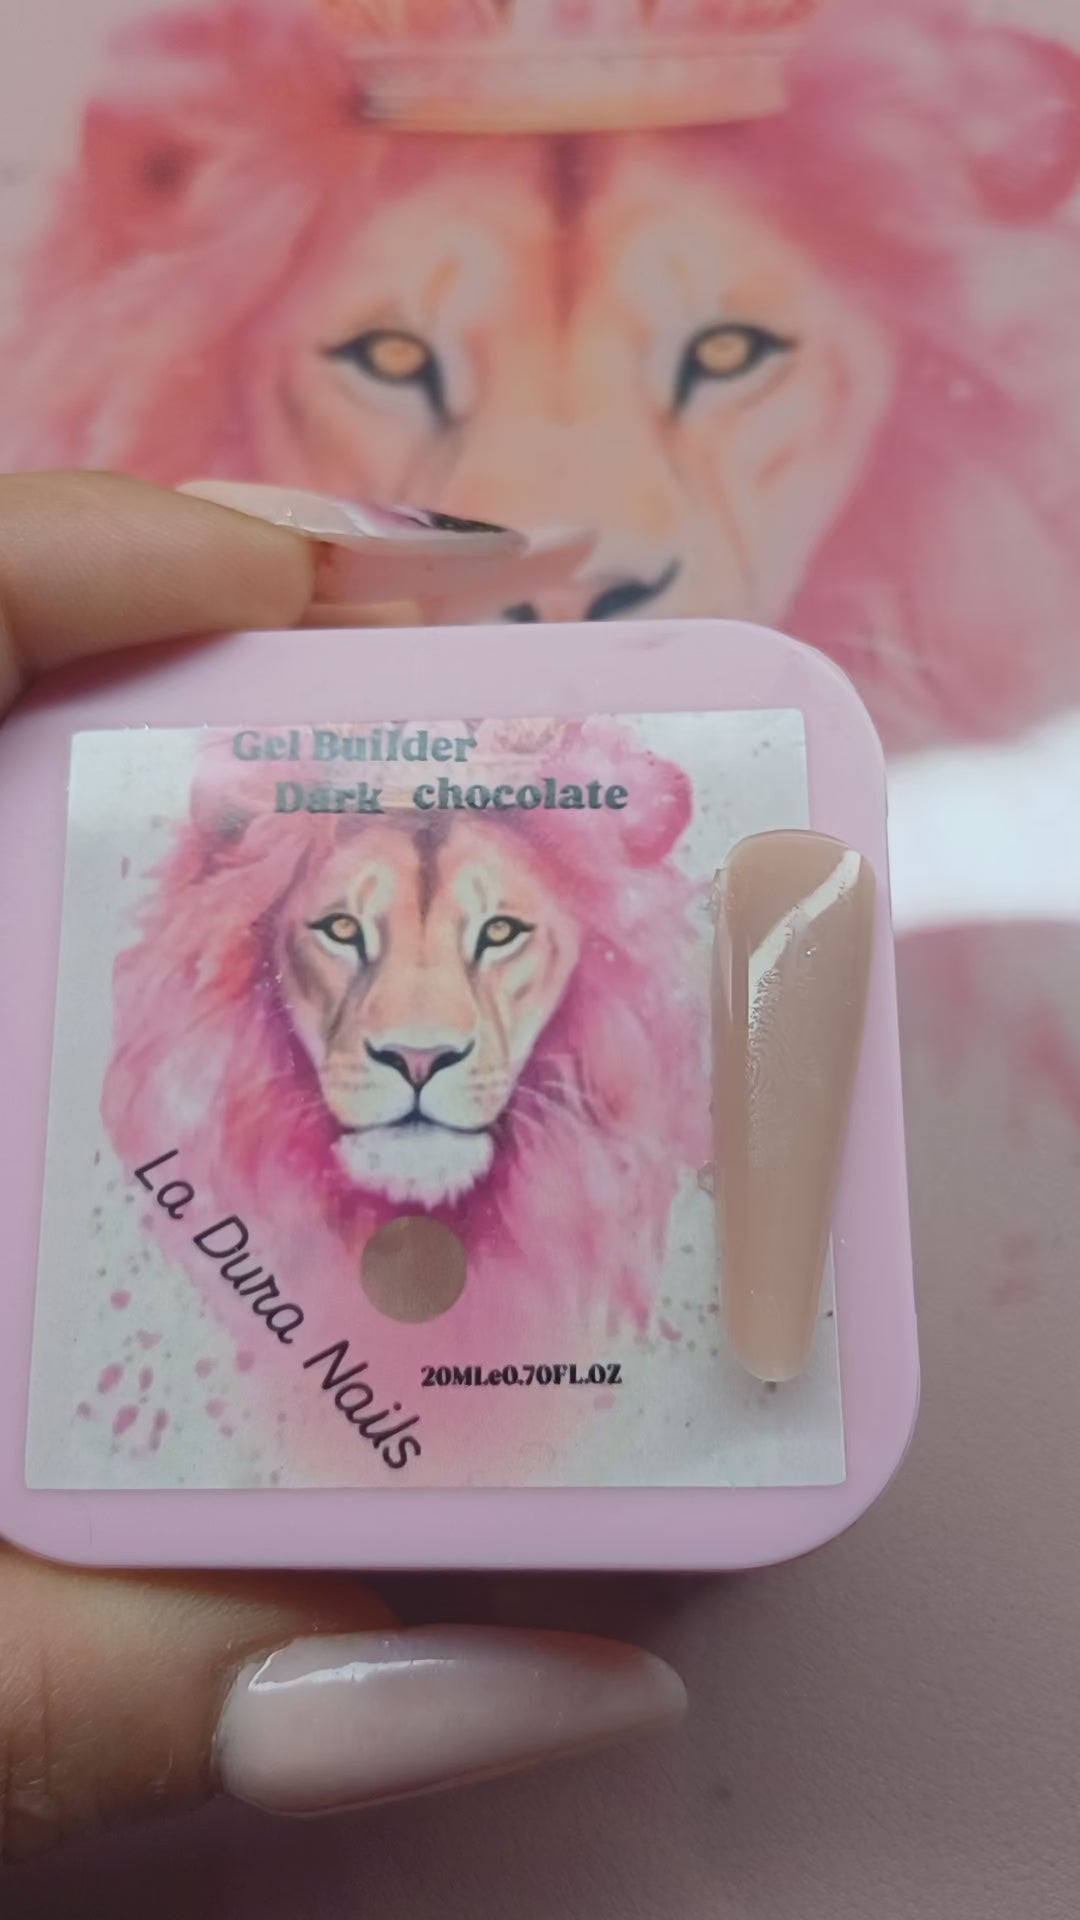 Gel Builder
Dark chocolate
La Dura Nails
20MLe0.70FL.OZ